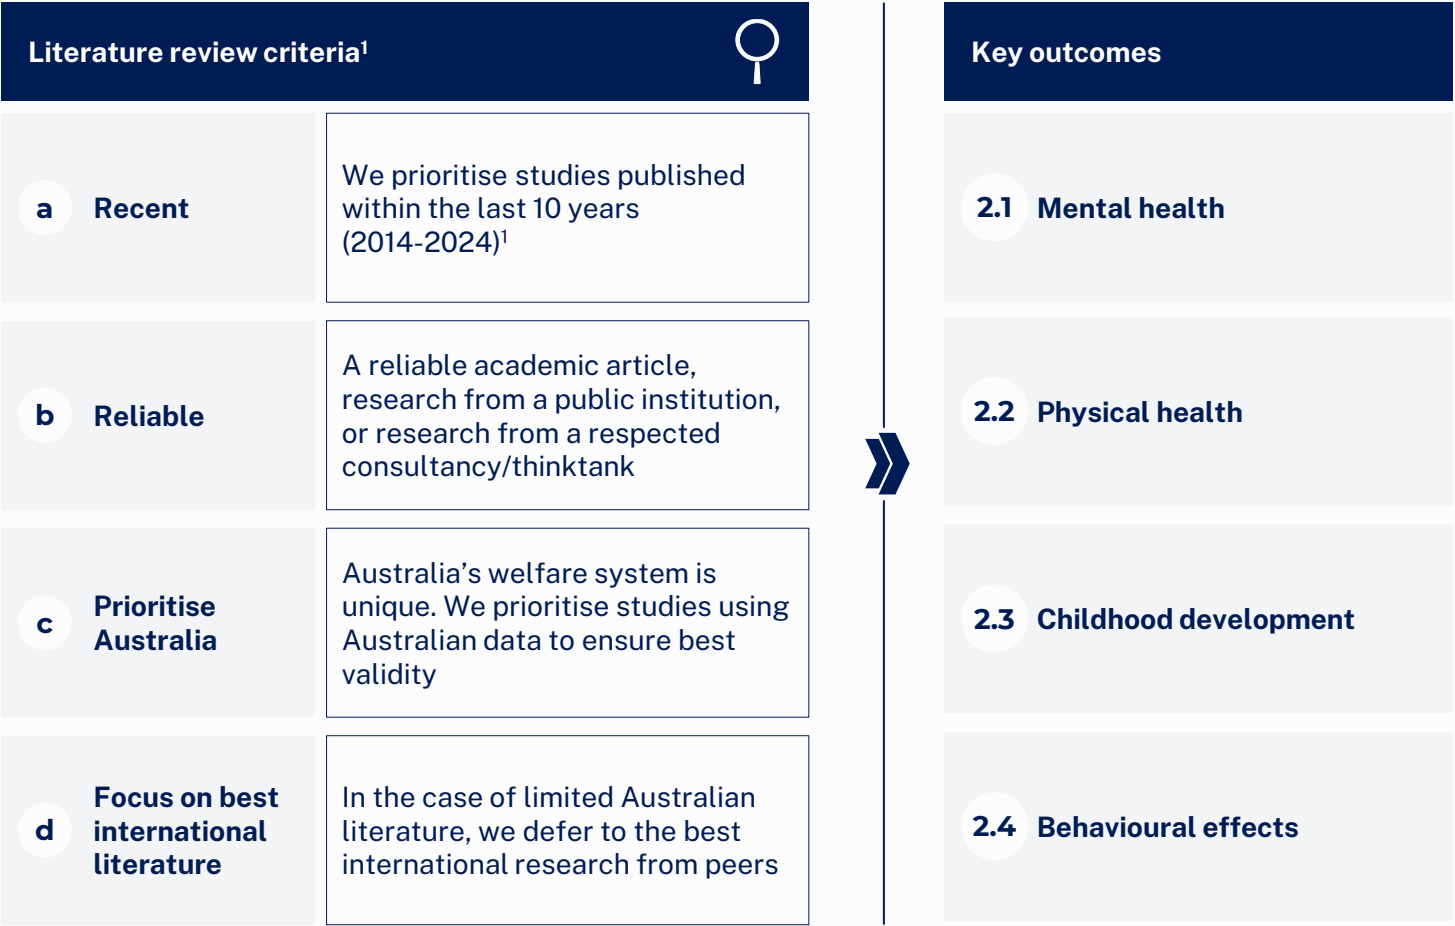 Literature review criteria¹
a
Recent
We prioritise studies published
within the last 10 years
(2014-2024)¹
b
Reliable
A reliable academic article,
research from a public institution,
or research from a respected
consultancy/thinktank
c
Prioritise
Australia
Australia’s welfare system is
unique. We prioritise studies using
Australian data to ensure best
validity
d
Focus on best
international
literature
In the case of limited Australian
literature, we defer to the best
international research from peers
Key outcomes
2.1 Mental health
2.2 Physical health
2.3 Childhood development
2.4 Behavioural effects